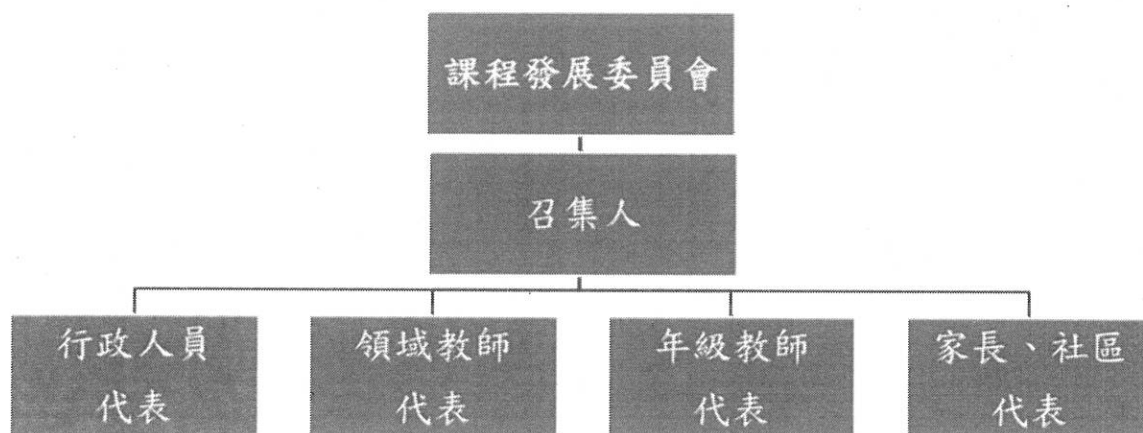 課程發展委員會
召集人
行政人員
代表
領域教師
代表
年級教師
代表
家長、社區
代表